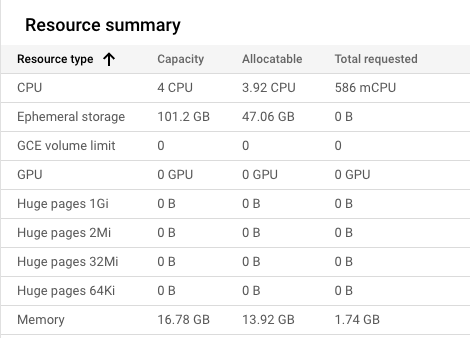 Resource summary
Resource type ↑ Capacity Allocatable Total requested
CPU 4 CPU 3.92 CPU 586 mCPU
Ephemeral storage 101.2 GB 47.06 GB 0 B
GCE volume limit 0 0 0
GPU 0 GPU 0 GPU 0 GPU
Huge pages 1Gi 0 B 0 B 0 B
Huge pages 2Mi 0 B 0 B 0 B
Huge pages 32Mi 0 B 0 B 0 B
Huge pages 64Ki 0 B 0 B 0 B
Memory 16.78 GB 13.92 GB 1.74 GB